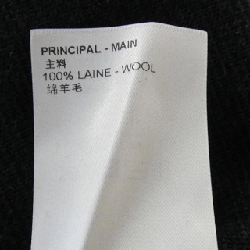 PRINCIPAL - MAIN
主料
100% LAINE - WOOL
绵羊毛